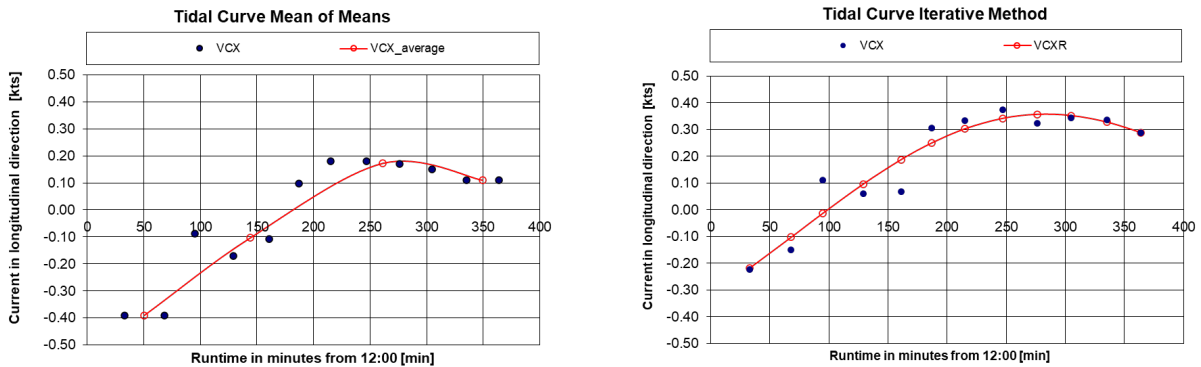 Tidal Curve Mean of Means
VCX VCX_average
Current in longitudinal direction [kts]
0.50
0.40
0.30
0.20
0.10
0.00
-0.10
-0.20
-0.30
-0.40
-0.50
0 50 100 150 200 250 300 350 400
Runtime in minutes from 12:00 [min]
Tidal Curve Iterative Method
VCX VCXR
Current in longitudinal direction [kts]
0.50
0.40
0.30
0.20
0.10
0.00
-0.10
-0.20
-0.30
-0.40
-0.50
0 50 100 150 200 250 300 350 400
Runtime in minutes from 12:00 [min]